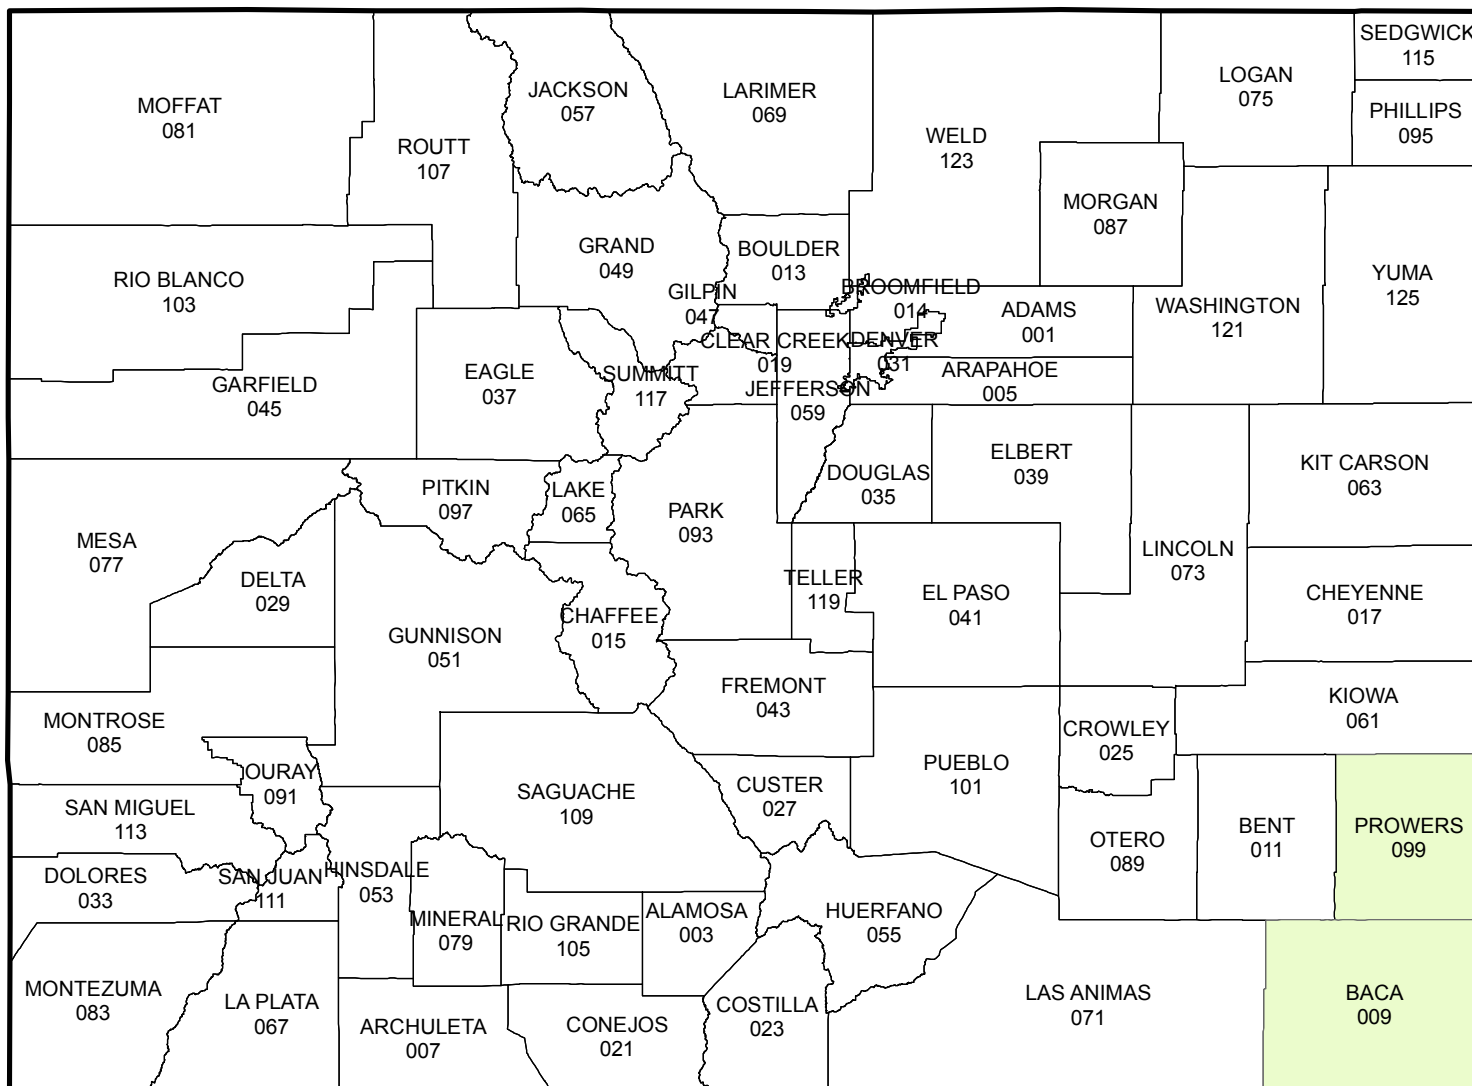 SEDGWICK
115
LOGAN
075
JACKSON
057
LARIMER
069
MOFFAT
081
PHILLIPS
095
WELD
123
ROUTT
107
MORGAN
087
GRAND
049
BOULDER
013
YUMA
125
RIO BLANCO
103
GILPIN
047
BROOMFIELD
014
ADAMS
001
WASHINGTON
121
CLEAR CREEK
019
DENVER
031
EAGLE
037
SUMMITT
117
ARAPAHOE
005
GARFIELD
045
JEFFERSON
059
ELBERT
039
KIT CARSON
063
DOUGLAS
035
PITKIN
097
LAKE
065
PARK
093
MESA
077
LINCOLN
073
DELTA
029
TELLER
119
EL PASO
041
CHEYENNE
017
CHAFFEE
015
GUNNISON
051
FREMONT
043
KIOWA
061
MONTROSE
085
CROWLEY
025
OURAY
091
PUEBLO
101
CUSTER
027
SAGUACHE
109
SAN MIGUEL
113
OTERO
089
BENT
011
PROWERS
099
DOLORES
033
SAN JUAN
111
HINSDALE
053
MINERAL
079
RIO GRANDE
105
ALAMOSA
003
HUERFANO
055
MONTEZUMA
083
LA PLATA
067
ARCHULETA
007
CONEJOS
021
COSTILLA
023
LAS ANIMAS
071
BACA
009